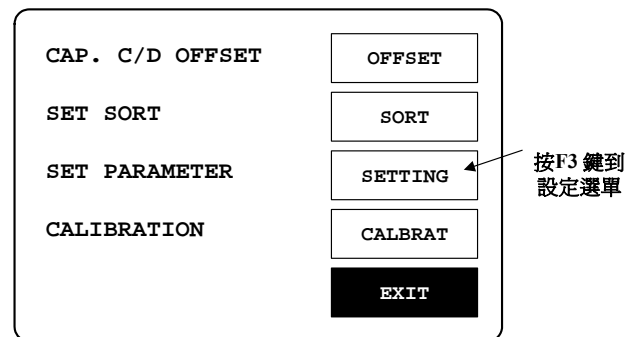 CAP. C/D OFFSET
OFFSET
SET SORT
SORT
SET PARAMETER
SETTING
按F3 鍵到
設定選單
CALIBRATION
CALBRAT
EXIT